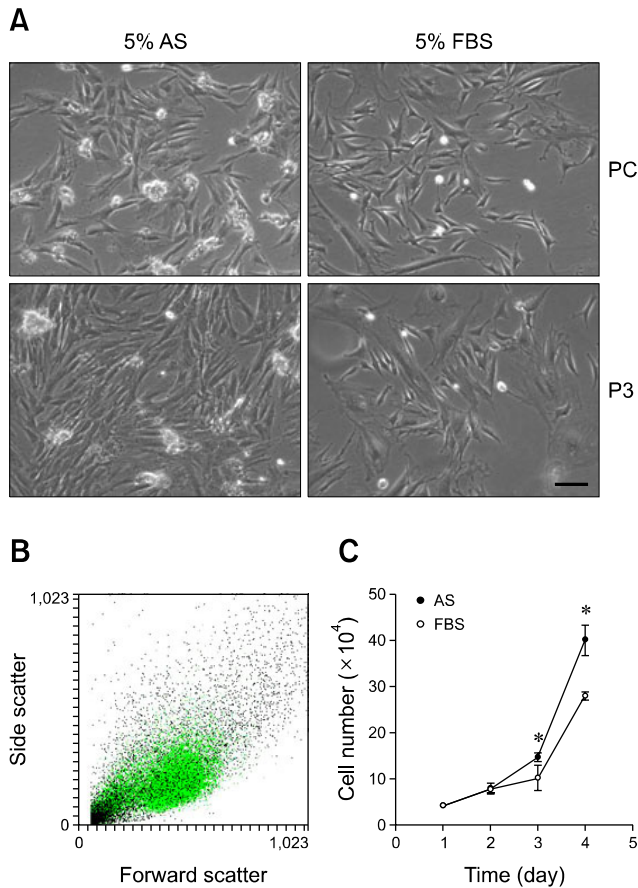 A
5% AS
5% FBS
PC
P3
B
1,023
Side scatter
0
0
1,023
Forward scatter
C
50
40
30
20
10
0
Cell number (×10⁴)
AS
FBS
*
*
0
1
2
3
4
5
Time (day)